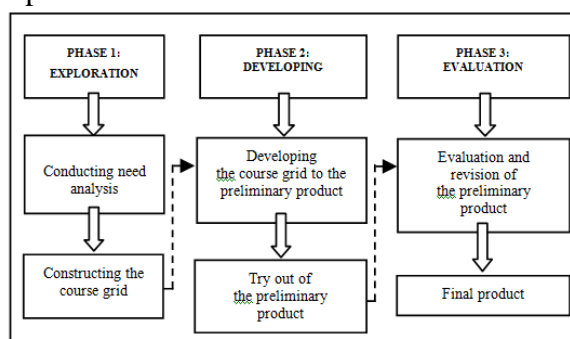 PHASE 1:
EXPLORATION
Conducting need
analysis
Constructing the
course grid
PHASE 2:
DEVELOPING
Developing
the course grid to the
preliminary product
Try out of
the preliminary
product
PHASE 3:
EVALUATION
Evaluation and
revision of
the preliminary
product
Final product